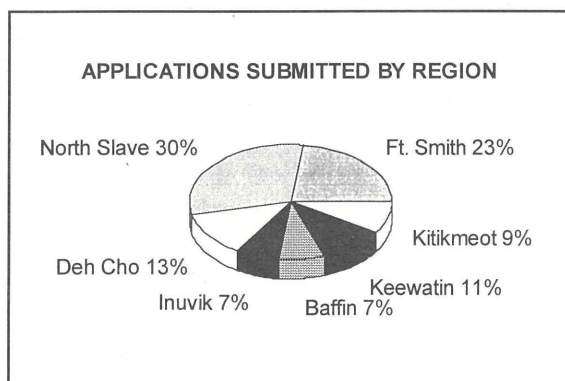 APPLICATIONS SUBMITTED BY REGION
North Slave 30%
Ft. Smith 23%
Kitikmeot 9%
Deh Cho 13%
Keewatin 11%
Inuvik 7%
Baffin 7%